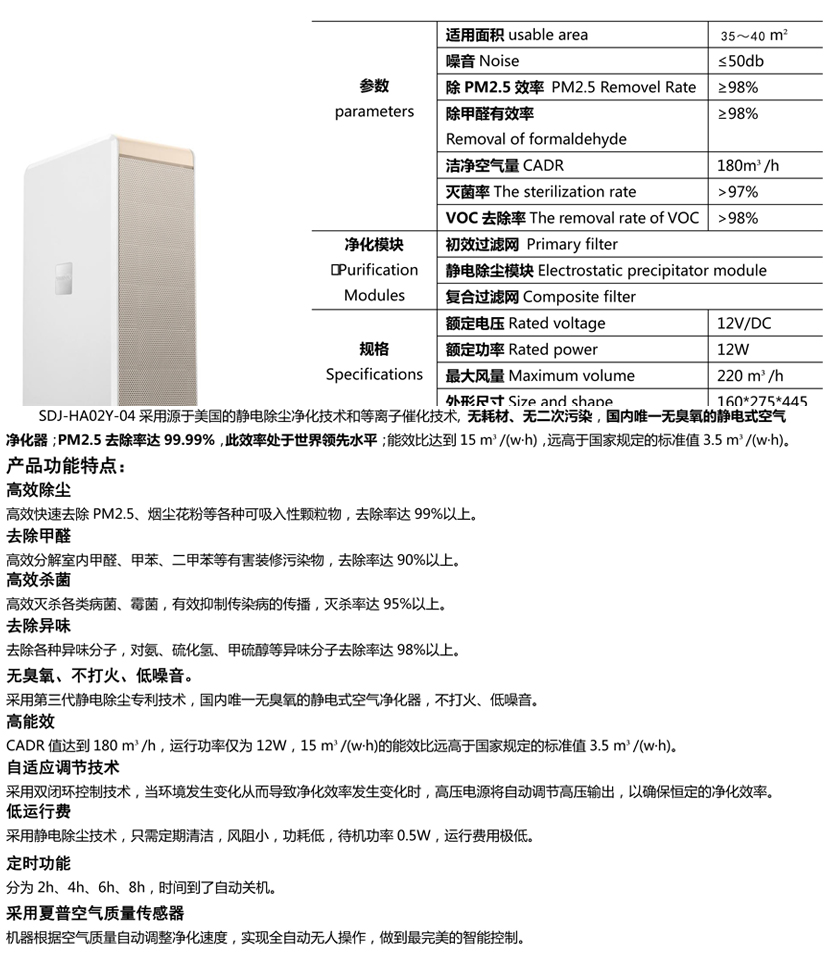 参数
parameters
适用面积 usable area 35～40 m²
噪音 Noise ≤50db
除 PM2.5 效率 PM2.5 Removel Rate ≥98%
除甲醛有效率 ≥98%
Removal of formaldehyde
洁净空气量 CADR 180m³ /h
灭菌率 The sterilization rate >97%
VOC 去除率 The removal rate of VOC >98%
净化模块
Purification
Modules
初效过滤网 Primary filter
静电除尘模块 Electrostatic precipitator module
复合过滤网 Composite filter
规格
Specifications
额定电压 Rated voltage 12V/DC
额定功率 Rated power 12W
最大风量 Maximum volume 220 m³ /h
外形尺寸 Size and shape 160*275*445
SDJ-HA02Y-04 采用源于美国的静电除尘净化技术和等离子催化技术, 无耗材、无二次污染，国内唯一无臭氧的静电式空气
净化器；PM2.5 去除率达 99.99%，此效率处于世界领先水平；能效比达到 15 m³ /(w·h)，远高于国家规定的标准值 3.5 m³ /(w·h)。
产品功能特点：
高效除尘
高效快速去除 PM2.5、烟尘花粉等各种可吸入性颗粒物，去除率达 99%以上。
去除甲醛
高效分解室内甲醛、甲苯、二甲苯等有害装修污染物，去除率达 90%以上。
高效杀菌
高效灭杀各类病菌、霉菌，有效抑制传染病的传播，灭杀率达 95%以上。
去除异味
去除各种异味分子，对氨、硫化氢、甲硫醇等异味分子去除率达 98%以上。
无臭氧、不打火、低噪音。
采用第三代静电除尘专利技术，国内唯一无臭氧的静电式空气净化器，不打火、低噪音。
高能效
CADR 值达到 180 m³ /h，运行功率仅为 12W，15 m³ /(w·h)的能效比远高于国家规定的标准值 3.5 m³ /(w·h)。
自适应调节技术
采用双闭环控制技术，当环境发生变化从而导致净化效率发生变化时，高压电源将自动调节高压输出，以确保恒定的净化效率。
低运行费
采用静电除尘技术，只需定期清洁，风阻小，功耗低，待机功率 0.5W，运行费用极低。
定时功能
分为 2h、4h、6h、8h，时间到了自动关机。
采用夏普空气质量传感器
机器根据空气质量自动调整净化速度，实现全自动无人操作，做到最完美的智能控制。